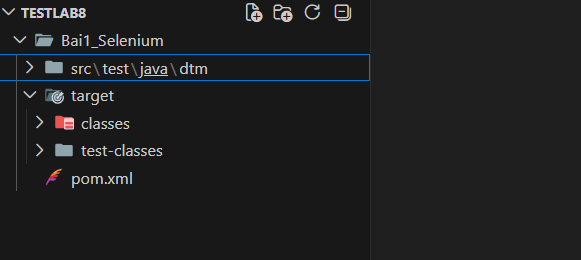 TESTLAB8
Bai1_Selenium
src\test\java\dtm
target
classes
test-classes
pom.xml